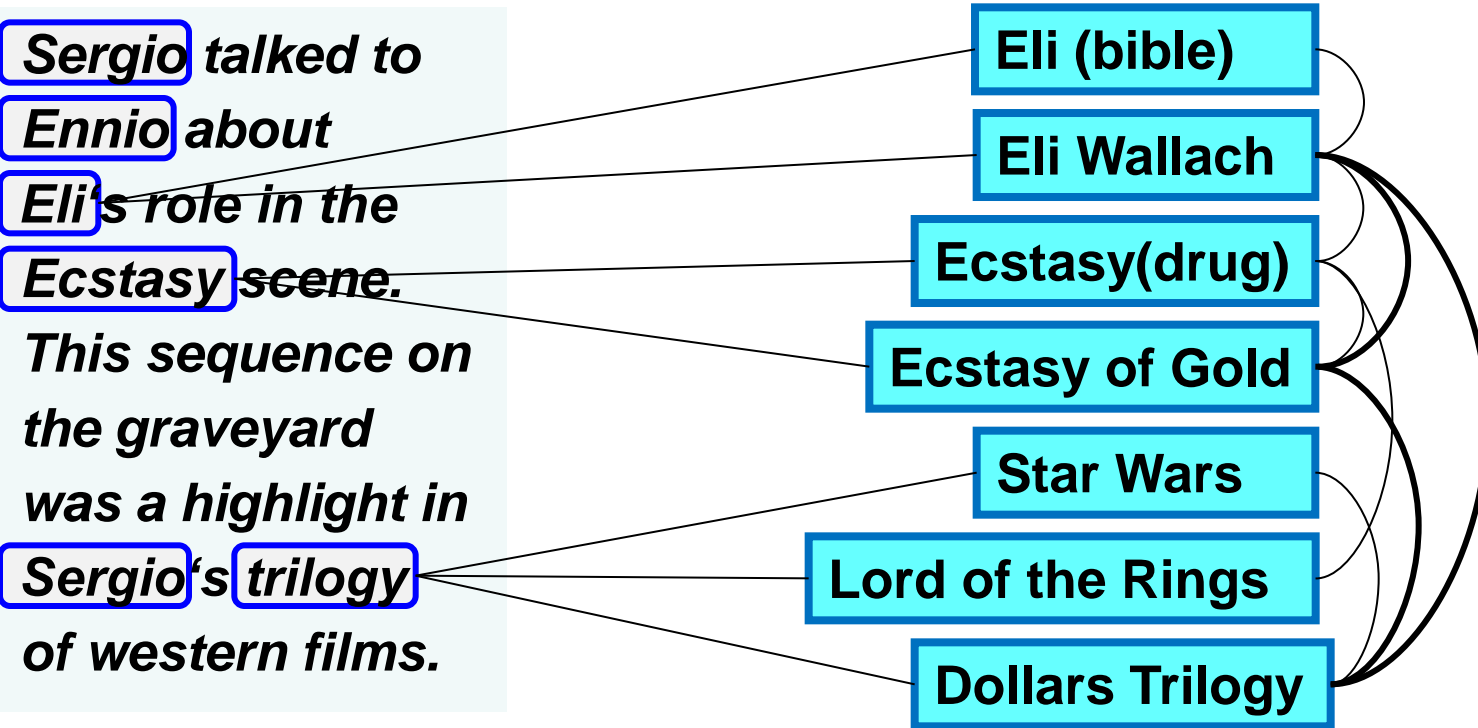 Sergio talked to
Ennio about
Eli‘s role in the
Ecstasy scene.
This sequence on
the graveyard
was a highlight in
Sergio‘s trilogy
of western films.
Eli (bible)
Eli Wallach
Ecstasy(drug)
Ecstasy of Gold
Star Wars
Lord of the Rings
Dollars Trilogy